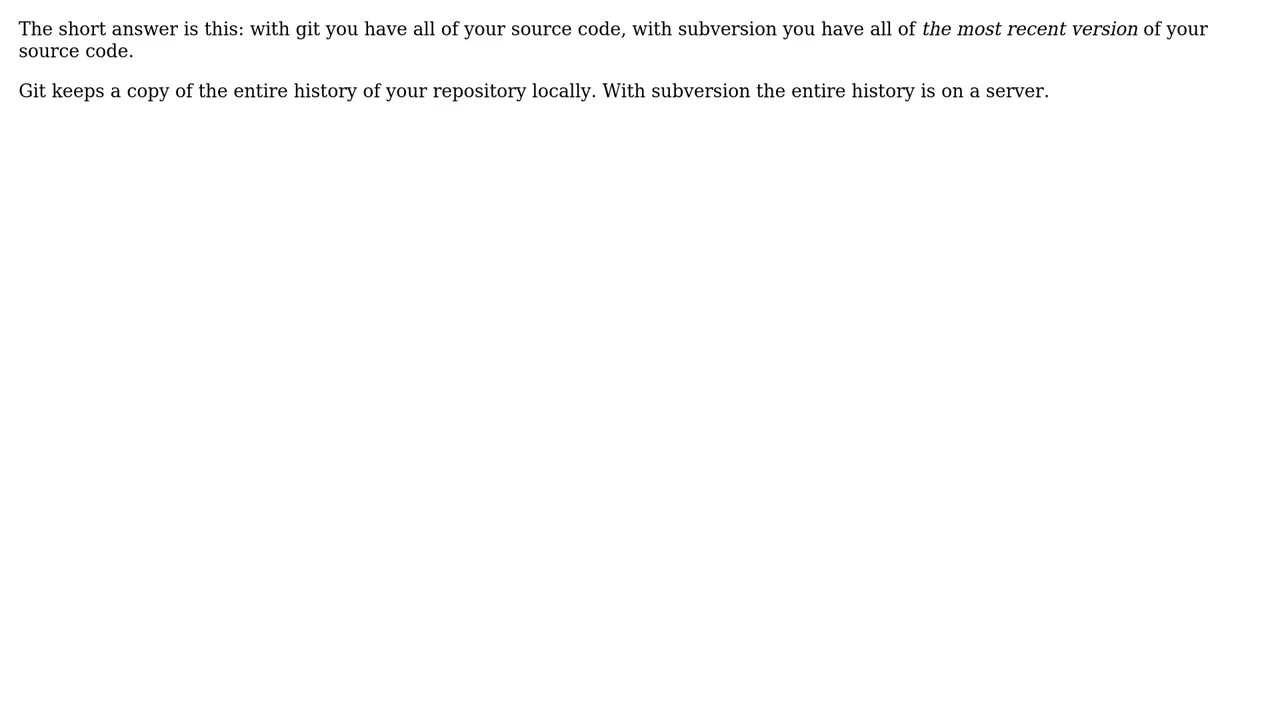 The short answer is this: with git you have all of your source code, with subversion you have all of the most recent version of your
source code.
Git keeps a copy of the entire history of your repository locally. With subversion the entire history is on a server.